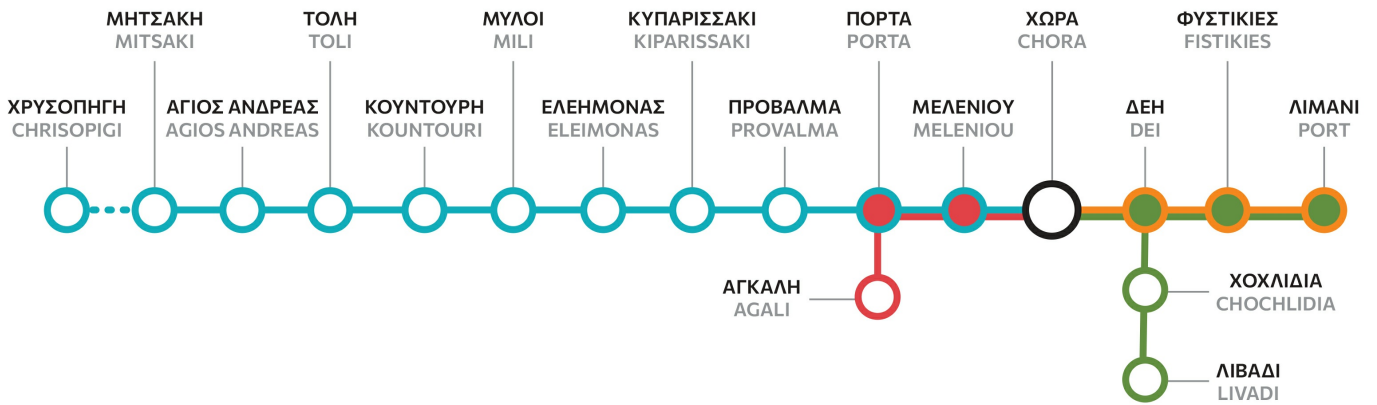 ΜΗΤΣΑΚΗ
MITSAKI
ΤΟΛΗ
TOLI
ΜΥΛΟΙ
MILI
ΚΥΠΑΡΙΣΣΑΚΙ
KIPARISSAKI
ΠΟΡΤΑ
PORTA
ΧΩΡΑ
CHORA
ΦΥΣΤΙΚΙΕΣ
FISTIKIES
ΧΡΥΣΟΠΗΓΗ
CHRISOPIGI
ΑΓΙΟΣ ΑΝΔΡΕΑΣ
AGIOS ANDREAS
ΚΟΥΝΤΟΥΡΗ
KOUNTOURI
ΕΛΕΗΜΟΝΑΣ
ELEIMONAS
ΠΡΟΒΑΛΜΑ
PROVALMA
ΜΕΛΕΝΙΟΥ
MELENIOU
ΔΕΗ
DEI
ΛΙΜΑΝΙ
PORT
ΑΓΚΑΛΗ
AGALI
ΧΟΧΛΙΔΙΑ
CHOCHLIDIA
ΛΙΒΑΔΙ
LIVADI